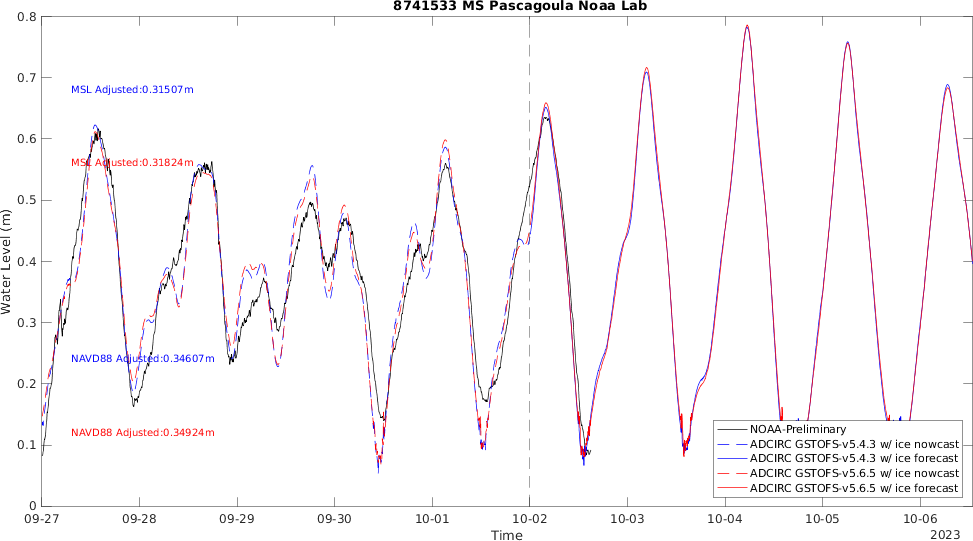 8741533 MS Pascagoula Noaa Lab
0.8
0.7
0.6
0.5
0.4
0.3
0.2
0.1
0
Water Level (m)
MSL Adjusted:0.31507m
MSL Adjusted:0.31824m
NAVD88 Adjusted:0.34607m
NAVD88 Adjusted:0.34924m
NOAA-Preliminary
ADCIRC GSTOFS-v5.4.3 w/ ice nowcast
ADCIRC GSTOFS-v5.4.3 w/ ice forecast
ADCIRC GSTOFS-v5.6.5 w/ ice nowcast
ADCIRC GSTOFS-v5.6.5 w/ ice forecast
09-27 09-28 09-29 09-30 10-01 10-02 10-03 10-04 10-05 10-06
Time
2023